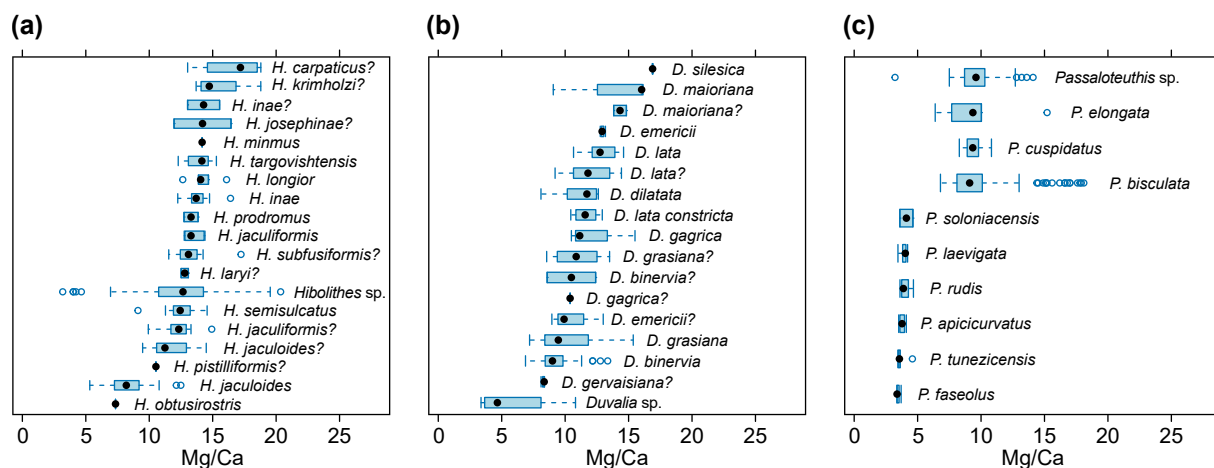 (a)
H. carpaticus?
H. krimholzi?
H. inae?
H. josephinae?
H. minmus
H. targovishtensis
H. longior
H. inae
H. prodromus
H. jaculiformis
H. subfusiformis?
H. laryi?
Hibolithes sp.
H. semisulcatus
H. jaculiformis?
H. jaculoides?
H. pistilliformis?
H. jaculoides
H. obtusirostris
0 5 10 15 20 25
Mg/Ca
(b)
D. silesica
D. maioriana
D. maioriana?
D. emericii
D. lata
D. lata?
D. dilatata
D. lata constricta
D. gagrica
D. grasiana?
D. binervia?
D. gagrica?
D. emericii?
D. grasiana
D. binervia
D. gervaisiana?
Duvalia sp.
0 5 10 15 20 25
Mg/Ca
(c)
Passaloteuthis sp.
P. elongata
P. cuspidatus
P. bisculata
P. soloniacensis
P. laevigata
P. rudis
P. apicicurvatus
P. tunezicensis
P. faseolus
0 5 10 15 20 25
Mg/Ca